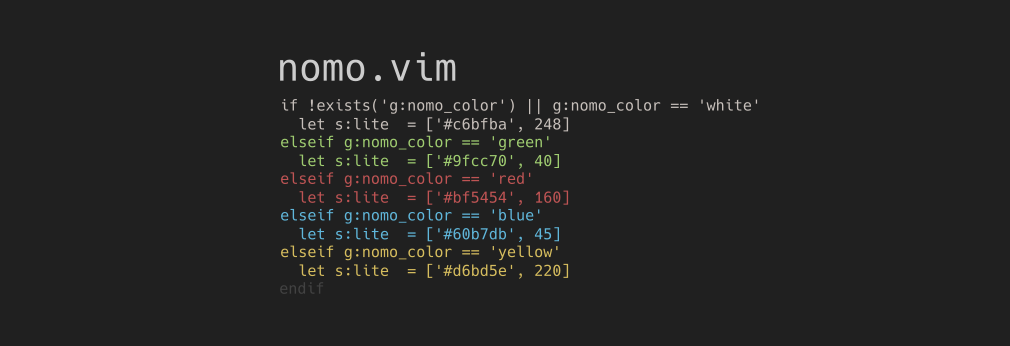 nomo.vim
if !exists('g:nomo_color') || g:nomo_color == 'white'
  let s:lite  = ['#c6bfba', 248]
elseif g:nomo_color == 'green'
  let s:lite  = ['#9fcc70', 40]
elseif g:nomo_color == 'red'
  let s:lite  = ['#bf5454', 160]
elseif g:nomo_color == 'blue'
  let s:lite  = ['#60b7db', 45]
elseif g:nomo_color == 'yellow'
  let s:lite  = ['#d6bd5e', 220]
endif